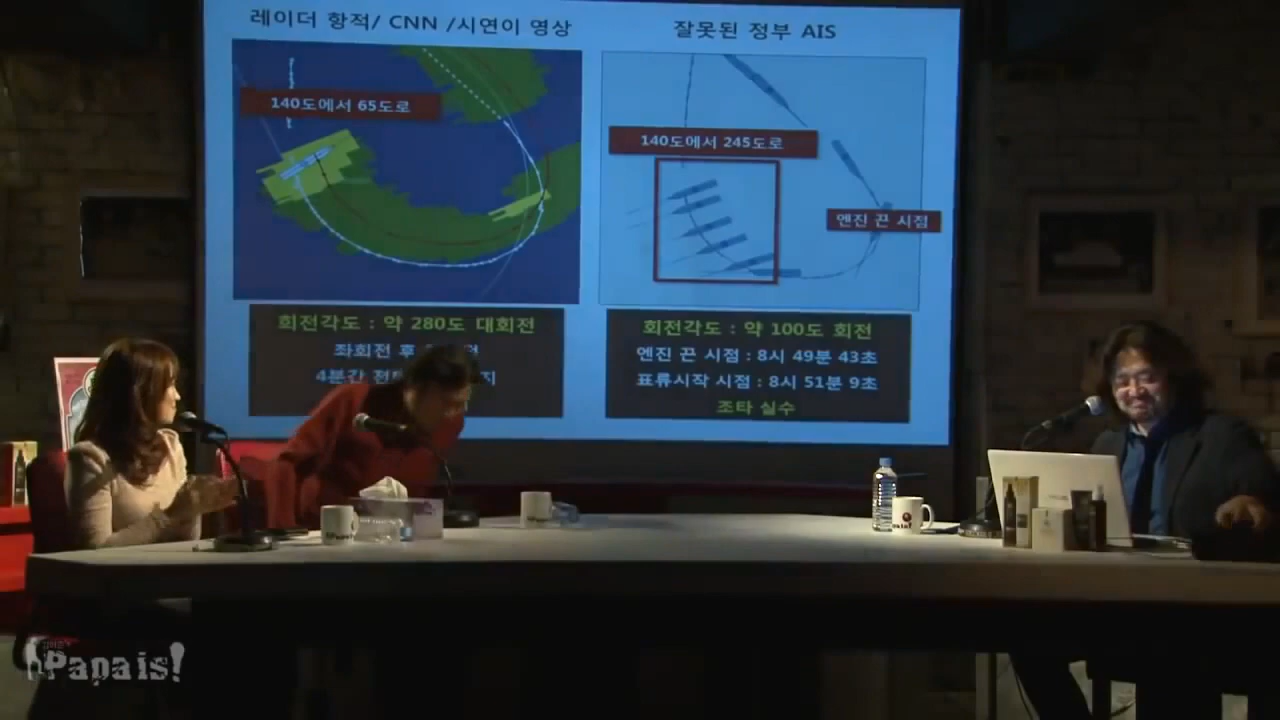 레이더 항적/ CNN /시연이 영상
잘못된 정부 AIS
140도에서 65도로
140도에서 245도로
엔진 끈 시점
회전각도 : 약 280도 대회전
좌회전 후
4분간
회전각도 : 약 100도 회전
엔진 끈 시점 : 8시 49분 43초
표류시작 시점 : 8시 51분 9초
조타 실수
Papa is!